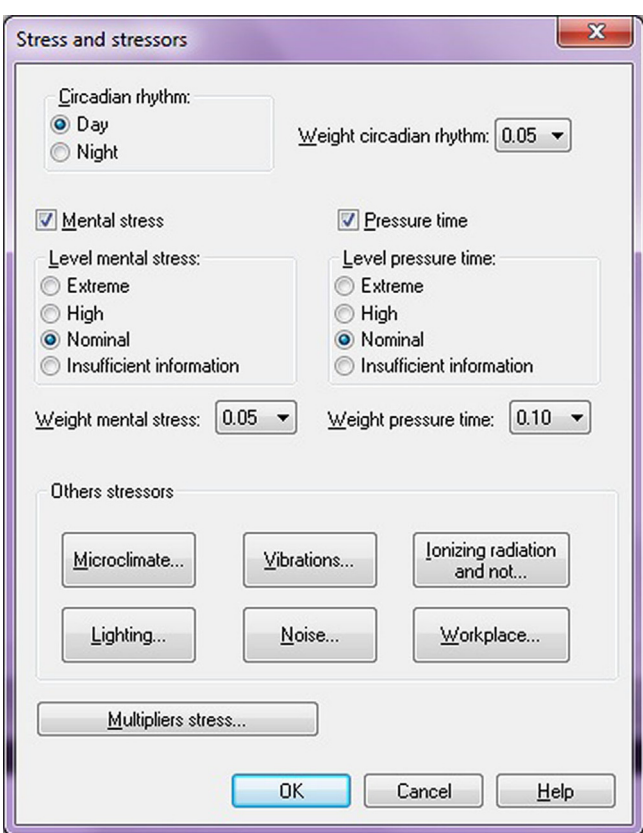 Stress and stressors
Circadian rhythm:
Day
Night
Weight circadian rhythm: 0.05
Mental stress
Pressure time
Level mental stress:
Extreme
High
Nominal
Insufficient information
Level pressure time:
Extreme
High
Nominal
Insufficient information
Weight mental stress: 0.05
Weight pressure time: 0.10
Others stressors
Microclimate...
Vibrations...
Ionizing radiation
and not...
Lighting...
Noise...
Workplace...
Multipliers stress...
OK
Cancel
Help